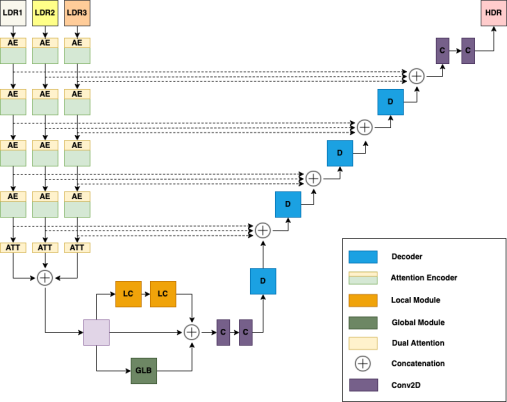 LDR1 LDR2 LDR3 HDR
AE AE AE C C
AE AE AE D
AE AE AE D
AE AE AE D
ATT ATT ATT
D
LC LC
C C
GLB
Decoder
Attention Encoder
Local Module
Global Module
Dual Attention
Concatenation
Conv2D